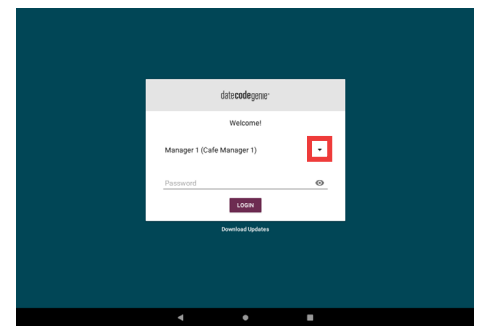 datecodegenie
Welcome!
Manager 1 (Cafe Manager 1)
Password
LOGIN
Download Updates